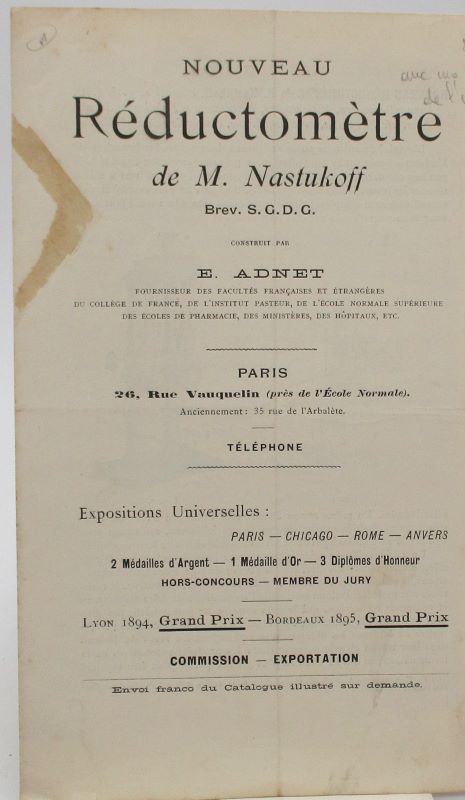 NOUVEAU
Réductomètre
de M. Nastukoff
Brev. S.G.D.G.
CONSTRUIT PAR
E. ADNET
FOURNISSEUR DES FACULTÉS FRANÇAISES ET ÉTRANGÈRES
DU COLLÈGE DE FRANCE, DE L'INSTITUT PASTEUR, DE L'ÉCOLE NORMALE SUPÉRIEURE
DES ÉCOLES DE PHARMACIE, DES MINISTÈRES, DES HÔPITAUX, ETC.
PARIS
26, Rue Vauquelin (près de l'École Normale).
Anciennement: 35 rue de l'Arbalète.
TÉLÉPHONE
Expositions Universelles :
PARIS — CHICAGO — ROME — ANVERS
2 Médailles d'Argent — 1 Médaille d'Or — 3 Diplômes d'Honneur
HORS-CONCOURS — MEMBRE DU JURY
LYON 1894, Grand Prix — BORDEAUX 1895, Grand Prix
COMMISSION — EXPORTATION
Envoi franco du Catalogue illustré sur demande.